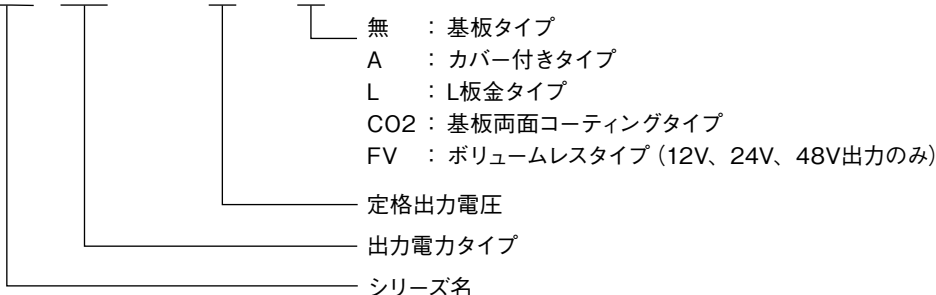 無 : 基板タイプ
A : カバー付きタイプ
L : L板金タイプ
CO2 : 基板両面コーティングタイプ
FV : ボリュームレスタイプ（12V、24V、48V出力のみ）
定格出力電圧
出力電力タイプ
シリーズ名